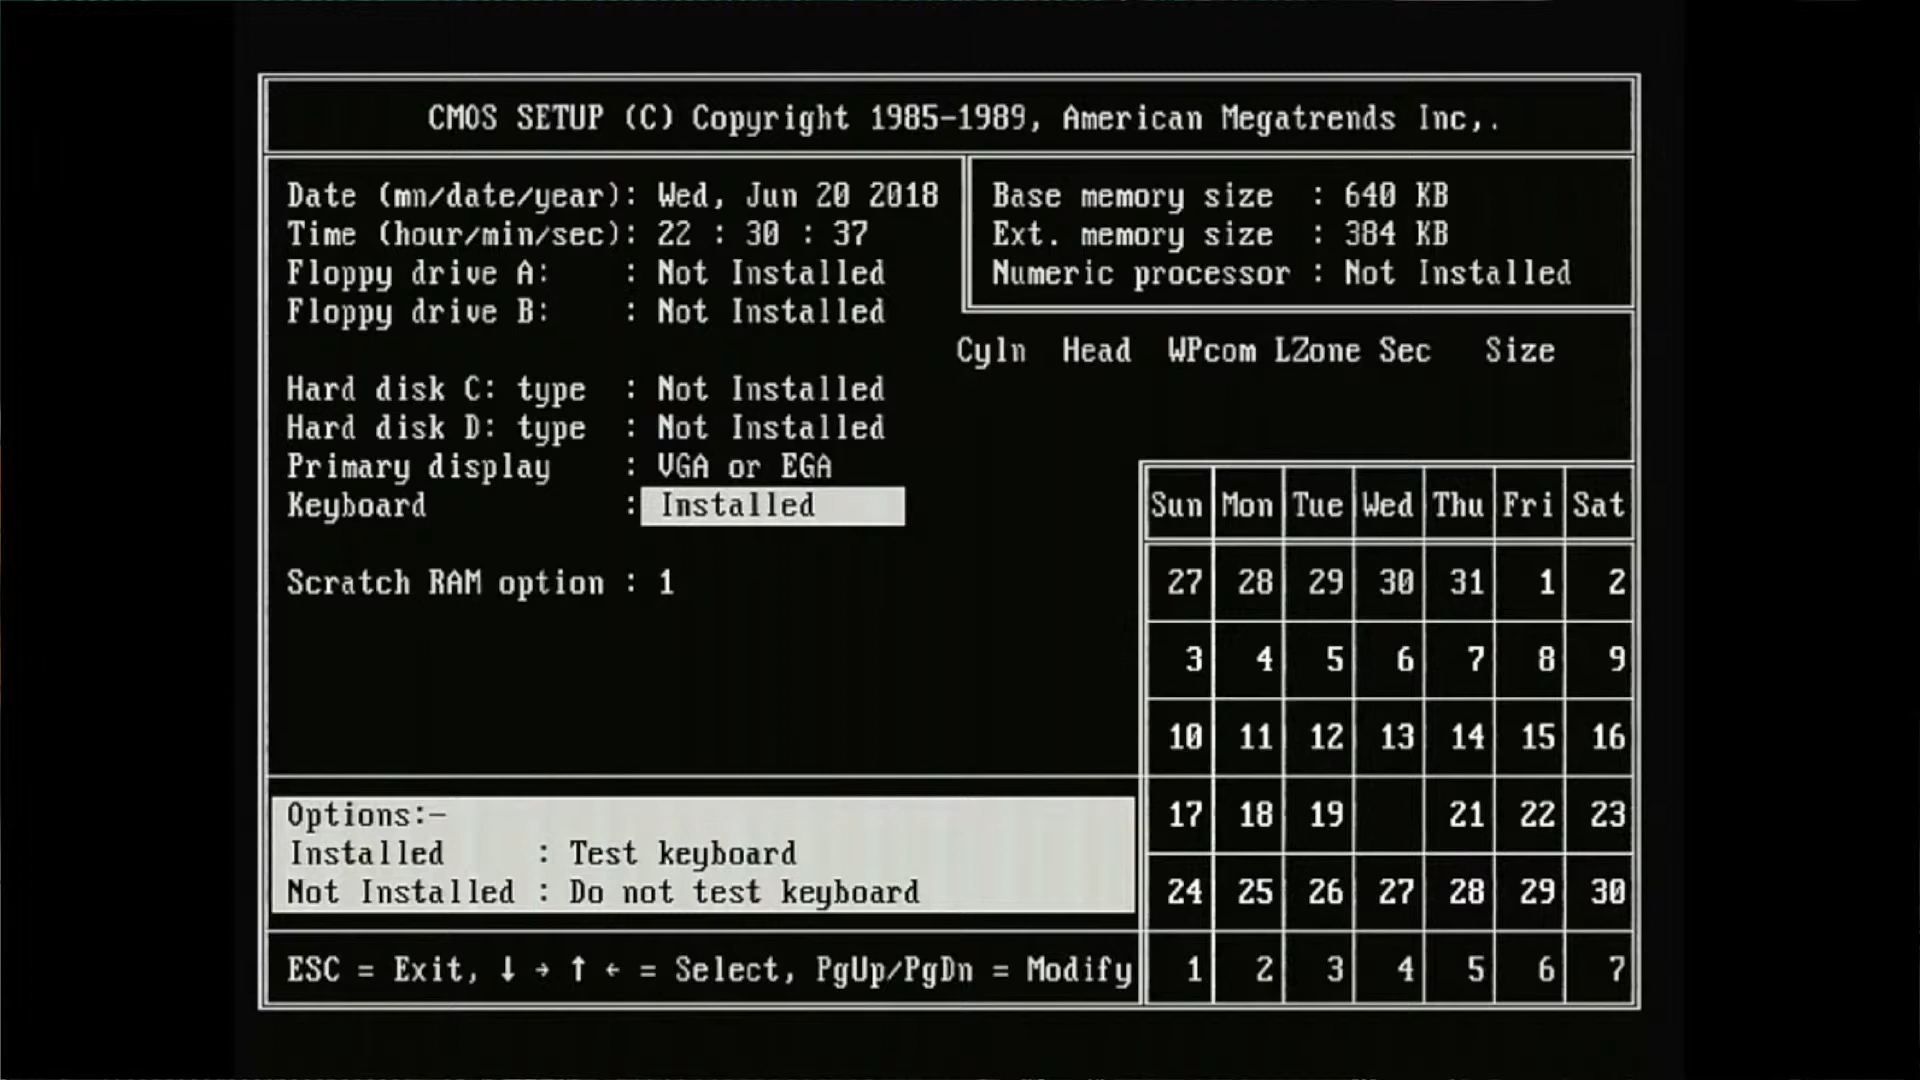 CMOS SETUP (C) Copyright 1985-1989, American Megatrends Inc,.
Date (mn/date/year): Wed, Jun 20 2018
Time (hour/min/sec): 22 : 30 : 37
Floppy drive A: : Not Installed
Floppy drive B: : Not Installed
Base memory size : 640 KB
Ext. memory size : 384 KB
Numeric processor : Not Installed
Cyln Head WPcom LZone Sec Size
Hard disk C: type : Not Installed
Hard disk D: type : Not Installed
Primary display : VGA or EGA
Keyboard : Installed
Scratch RAM option : 1
Sun Mon Tue Wed Thu Fri Sat
27 28 29 30 31 1 2
3 4 5 6 7 8 9
10 11 12 13 14 15 16
17 18 19 21 22 23
24 25 26 27 28 29 30
1 2 3 4 5 6 7
Options:-
Installed : Test keyboard
Not Installed : Do not test keyboard
ESC = Exit, ↓ → ↑ ← = Select, PgUp/PgDn = Modify